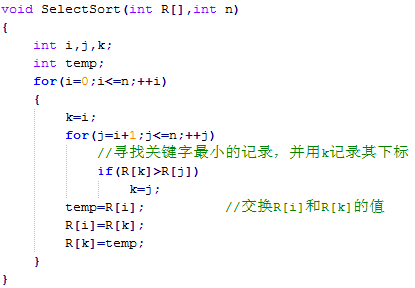 void SelectSort(int R[],int n)
{
    int i,j,k;
    int temp;
    for(i=0;i<=n;++i)
    {
        k=i;
        for(j=i+1;j<=n;++j)
            //寻找关键字最小的记录，并用k记录其下标
            if(R[k]>R[j])
                k=j;
        temp=R[i];          //交换R[i]和R[k]的值
        R[i]=R[k];
        R[k]=temp;
    }
}